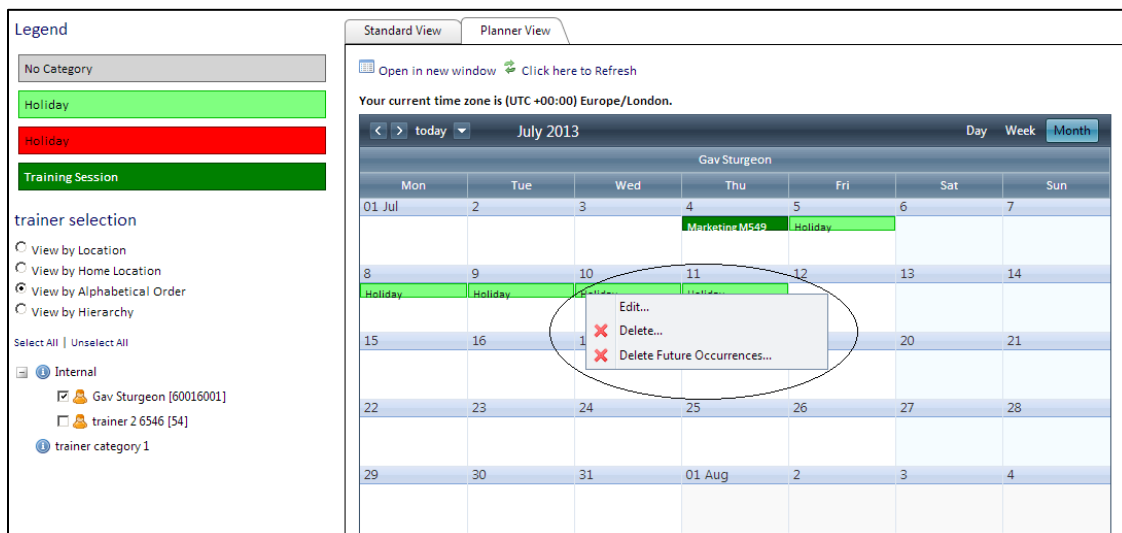 Legend
No Category
Holiday
Holiday
Training Session
trainer selection
View by Location
View by Home Location
View by Alphabetical Order
View by Hierarchy
Select All | Unselect All
Internal
Gav Sturgeon [60016001]
trainer 2 6546 [54]
trainer category 1
Standard View Planner View
Open in new window Click here to Refresh
Your current time zone is (UTC +00:00) Europe/London.
today July 2013 Day Week Month
Gav Sturgeon
Mon Tue Wed Thu Fri Sat Sun
01 Jul 2 3 4 5 6 7
Marketing M549 Holiday
8 9 10 11 12 13 14
Holiday Holiday Holiday Holiday
Edit...
Delete...
Delete Future Occurrences...
15 16 1 20 21
22 23 24 25 26 27 28
29 30 31 01 Aug 2 3 4